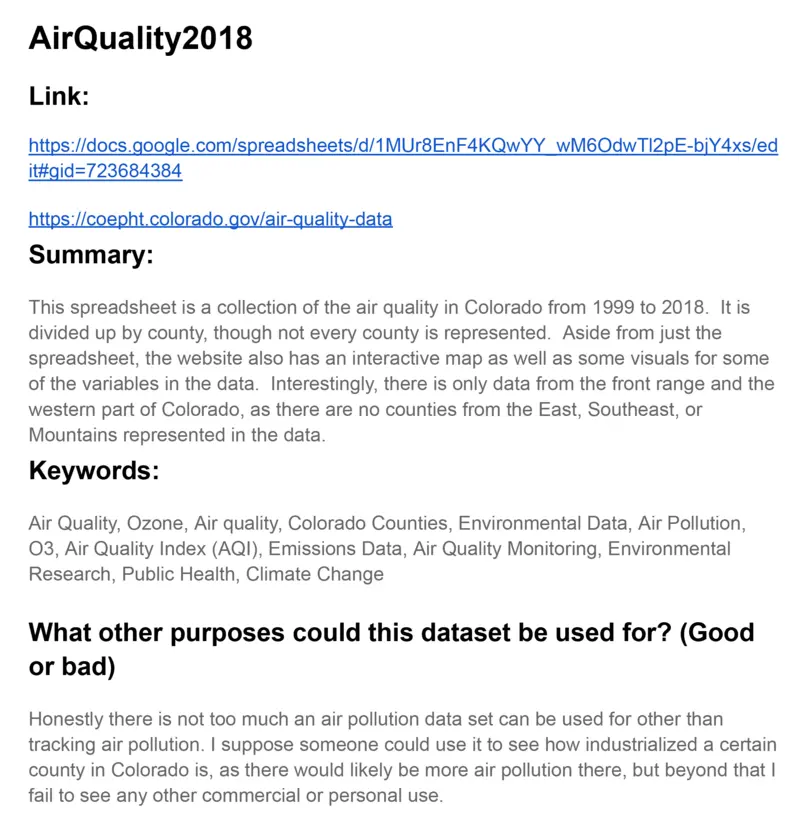 AirQuality2018
Link:
https://docs.google.com/spreadsheets/d/1MUr8EnF4KQwYY_wM6OdwTl2pE-bjY4xs/ed
it#gid=723684384
https://coepht.colorado.gov/air-quality-data
Summary:
This spreadsheet is a collection of the air quality in Colorado from 1999 to 2018.  It is
divided up by county, though not every county is represented.  Aside from just the
spreadsheet, the website also has an interactive map as well as some visuals for some
of the variables in the data.  Interestingly, there is only data from the front range and the
western part of Colorado, as there are no counties from the East, Southeast, or
Mountains represented in the data.
Keywords:
Air Quality, Ozone, Air quality, Colorado Counties, Environmental Data, Air Pollution,
O3, Air Quality Index (AQI), Emissions Data, Air Quality Monitoring, Environmental
Research, Public Health, Climate Change
What other purposes could this dataset be used for? (Good
or bad)
Honestly there is not too much an air pollution data set can be used for other than
tracking air pollution. I suppose someone could use it to see how industrialized a certain
county in Colorado is, as there would likely be more air pollution there, but beyond that I
fail to see any other commercial or personal use.